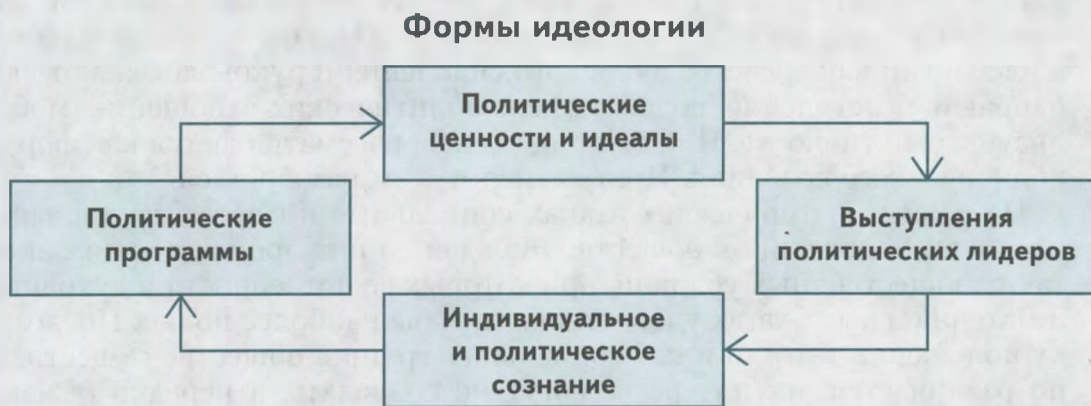 Формы идеологии
Политические
ценности и идеалы
Политические
программы
Выступления
политических лидеров
Индивидуальное
и политическое
сознание